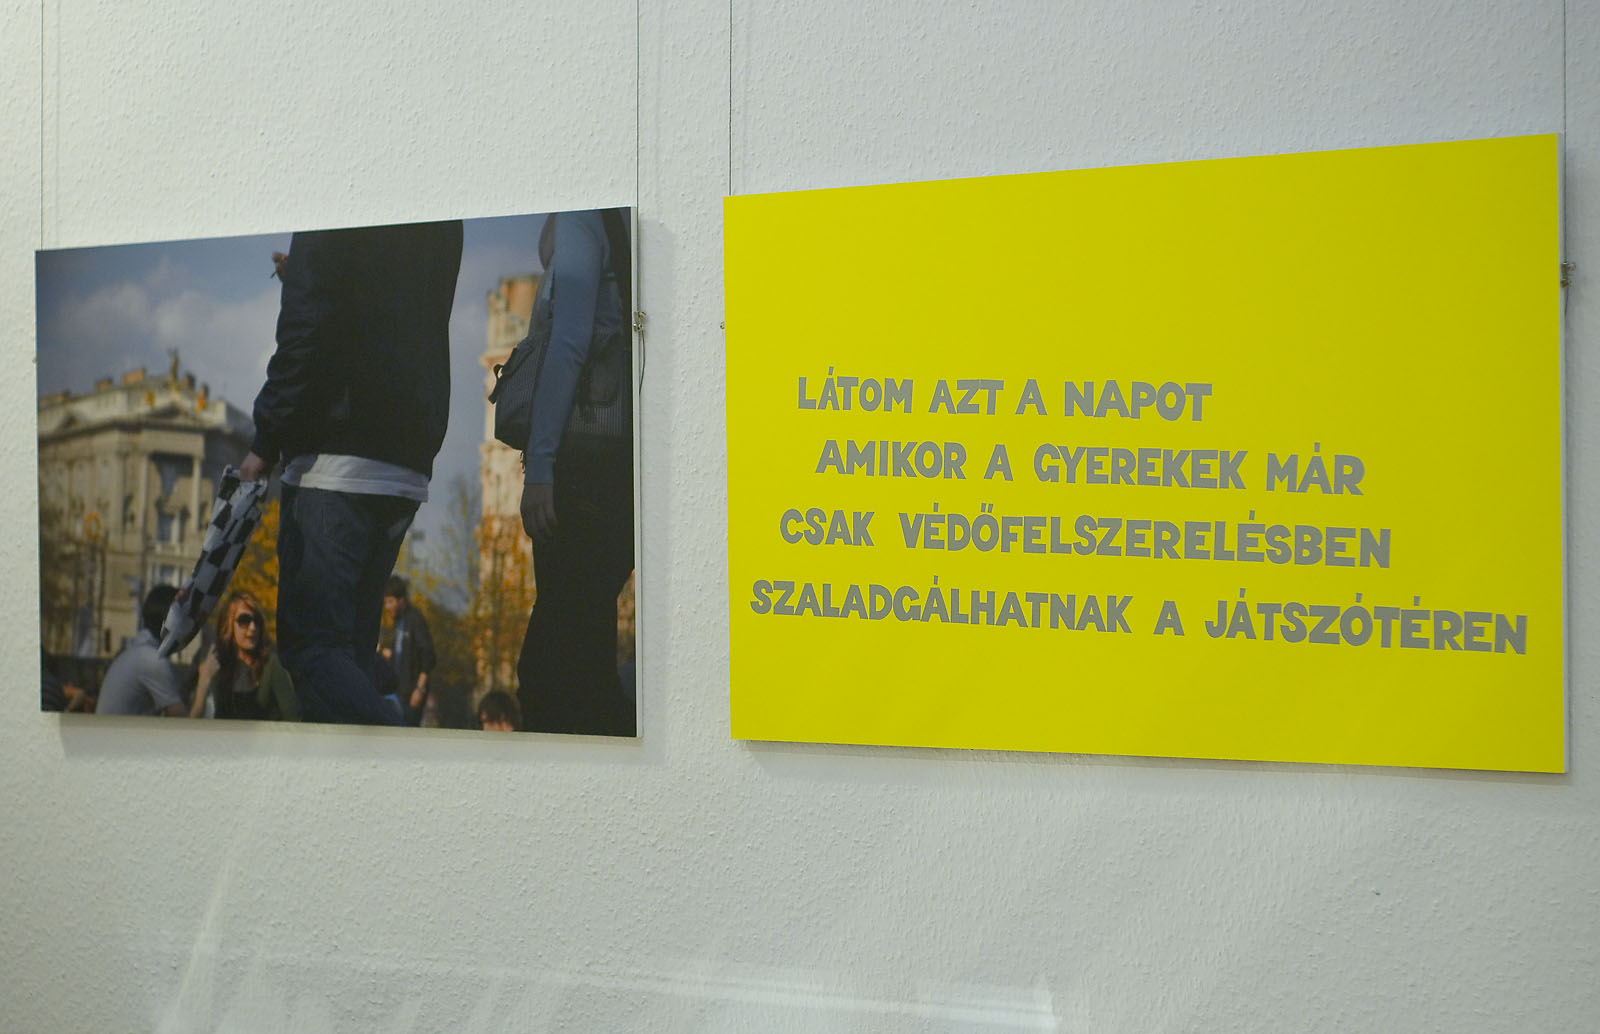 LÁTOM AZT A NAPOT
AMIKOR A GYEREKEK MÁR
CSAK VÉDŐFELSZERELÉSBEN
SZALADGÁLHATNAK A JÁTSZÓTÉREN